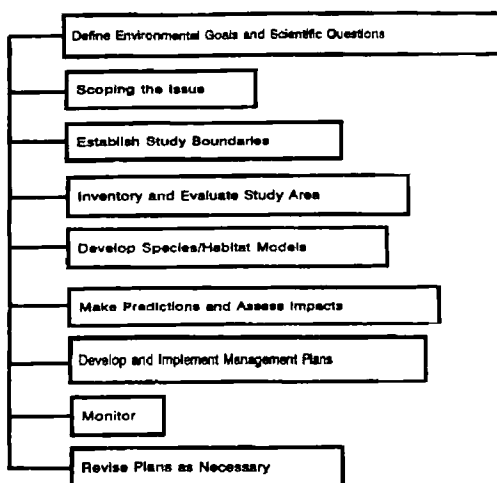 Define Environmental Goals and Scientific Questions
Scoping the Issue
Establish Study Boundaries
Inventory and Evaluate Study Area
Develop Species/Habitat Models
Make Predictions and Assess Impacts
Develop and Implement Management Plans
Monitor
Revise Plans as Necessary